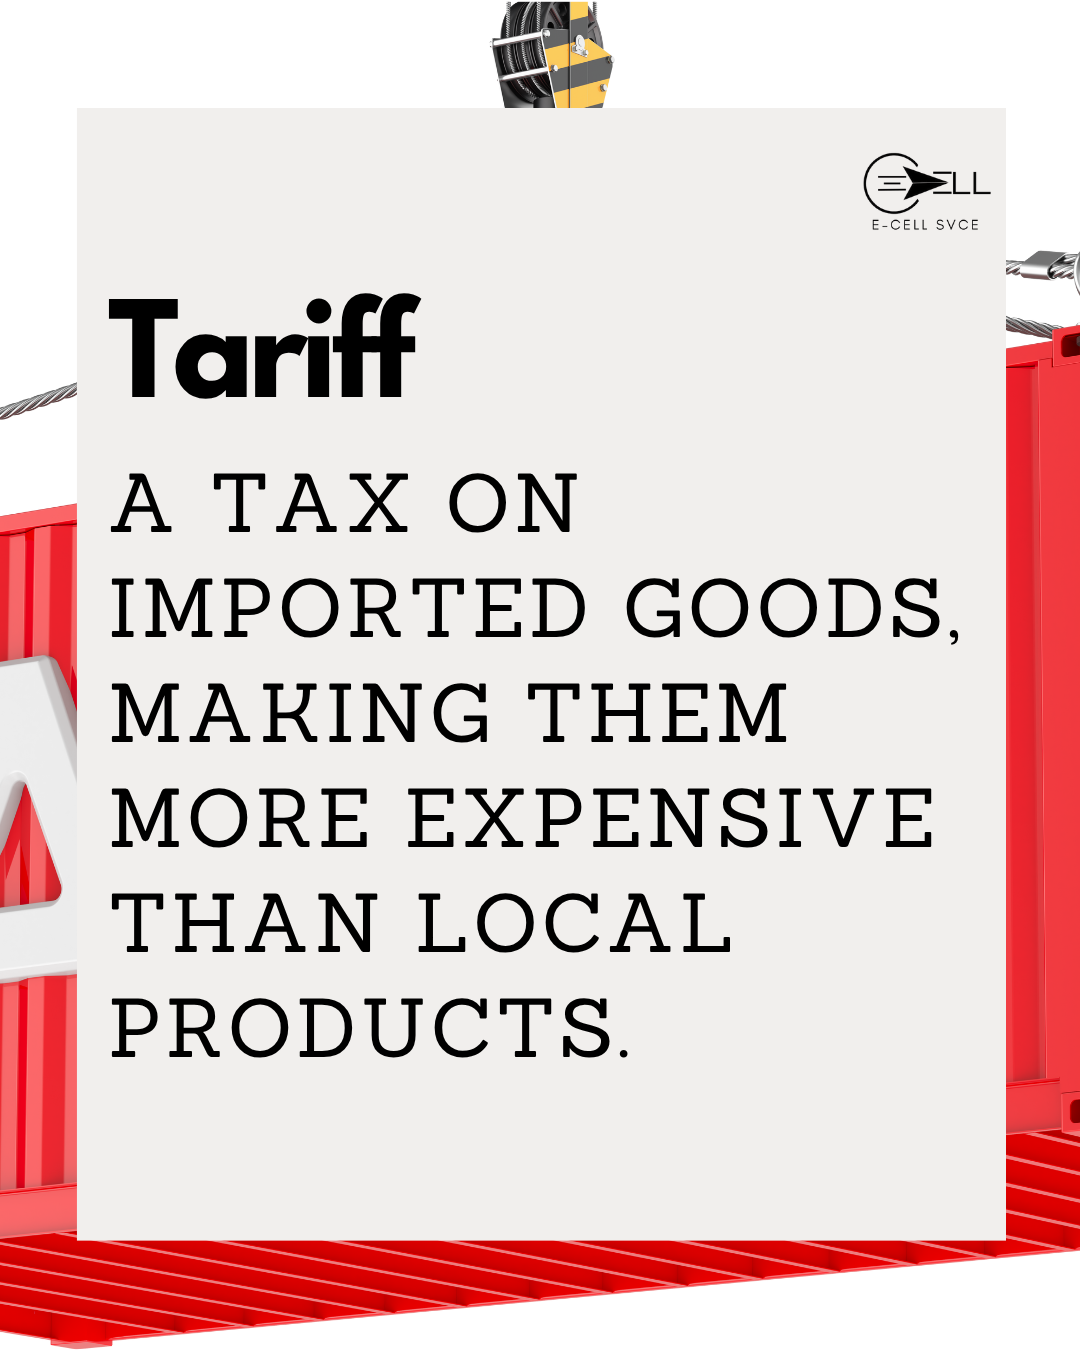 ELL
E-CELL SVCE
Tariff
A TAX ON
IMPORTED GOODS,
MAKING THEM
MORE EXPENSIVE
THAN LOCAL
PRODUCTS.
A